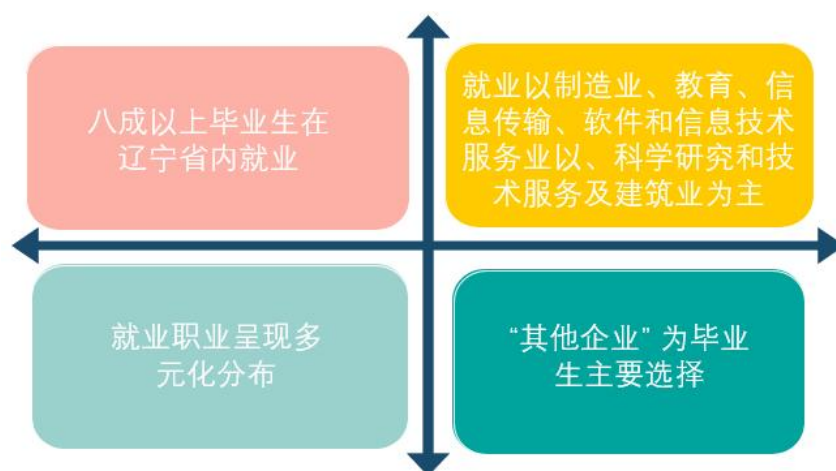 八成以上毕业生在
辽宁省内就业
就业以制造业、教育、信
息传输、软件和信息技术
服务业以、科学研究和技
术服务及建筑业为主
就业职业呈现多
元化分布
“其他企业” 为毕业
生主要选择